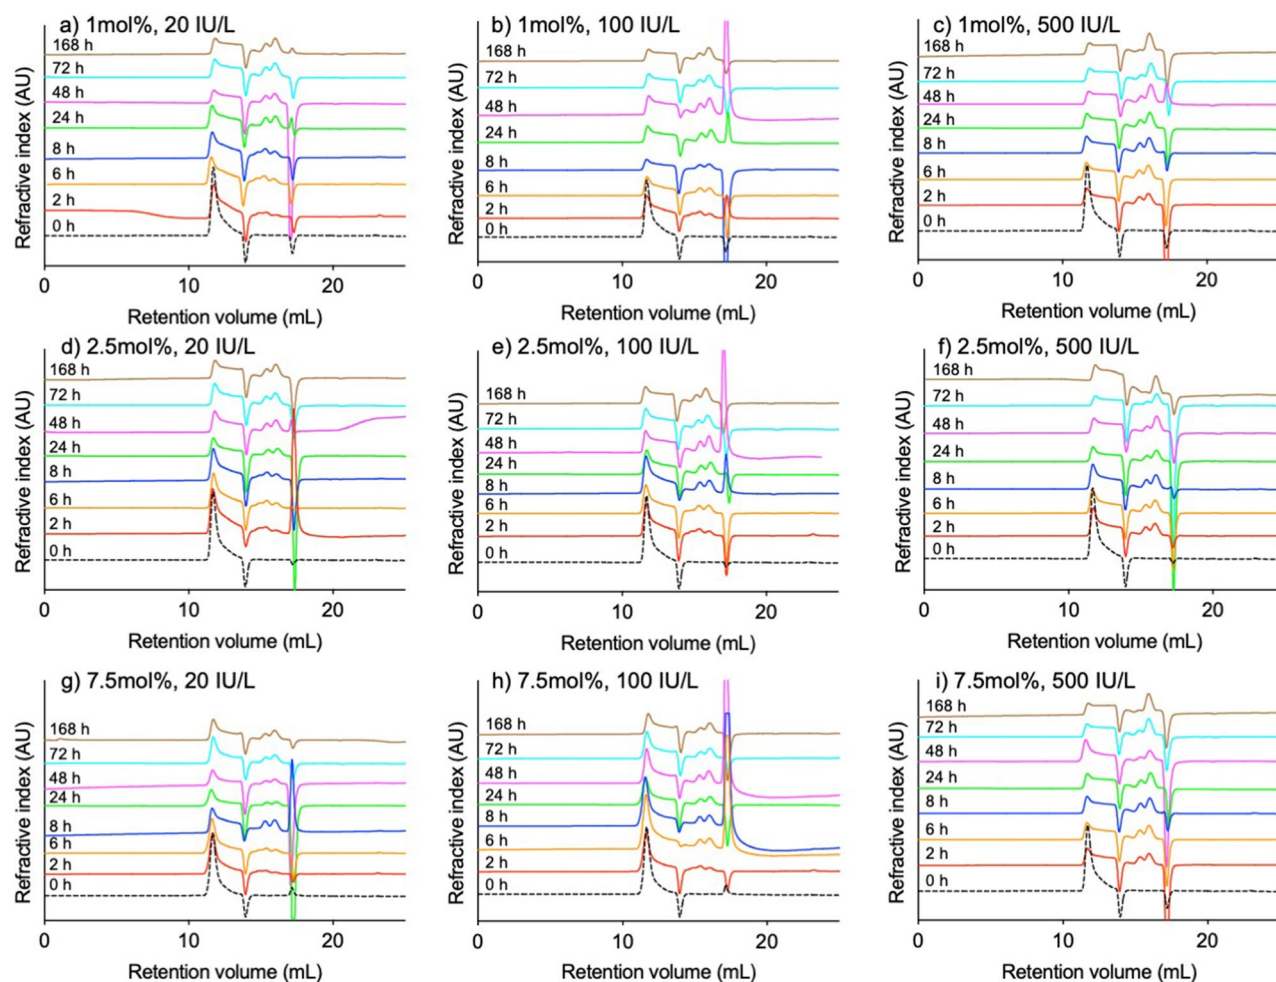 a) 1mol%, 20 IU/L
168 h
72 h
48 h
24 h
8 h
6 h
2 h
0 h
Refractive index (AU)
0 10 20
Retention volume (mL)
b) 1mol%, 100 IU/L
168 h
72 h
48 h
24 h
8 h
6 h
2 h
0 h
Refractive index (AU)
0 10 20
Retention volume (mL)
c) 1mol%, 500 IU/L
168 h
72 h
48 h
24 h
8 h
6 h
2 h
0 h
Refractive index (AU)
0 10 20
Retention volume (mL)
d) 2.5mol%, 20 IU/L
168 h
72 h
48 h
24 h
8 h
6 h
2 h
0 h
Refractive index (AU)
0 10 20
Retention volume (mL)
e) 2.5mol%, 100 IU/L
168 h
72 h
48 h
24 h
8 h
6 h
2 h
0 h
Refractive index (AU)
0 10 20
Retention volume (mL)
f) 2.5mol%, 500 IU/L
168 h
72 h
48 h
24 h
8 h
6 h
2 h
0 h
Refractive index (AU)
0 10 20
Retention volume (mL)
g) 7.5mol%, 20 IU/L
168 h
72 h
48 h
24 h
8 h
6 h
2 h
0 h
Refractive index (AU)
0 10 20
Retention volume (mL)
h) 7.5mol%, 100 IU/L
168 h
72 h
48 h
24 h
8 h
6 h
2 h
0 h
Refractive index (AU)
0 10 20
Retention volume (mL)
i) 7.5mol%, 500 IU/L
168 h
72 h
48 h
24 h
8 h
6 h
2 h
0 h
Refractive index (AU)
0 10 20
Retention volume (mL)